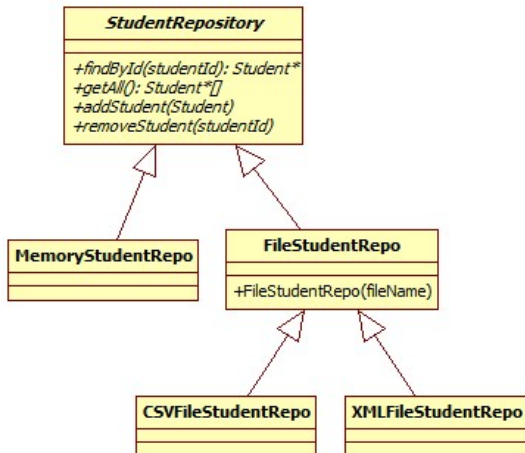 StudentRepository
+findById(studentId): Student*
+getAll(): Student*[]
+addStudent(Student)
+removeStudent(studentId)
MemoryStudentRepo
FileStudentRepo
+FileStudentRepo(fileName)
CSVFileStudentRepo
XMLFileStudentRepo